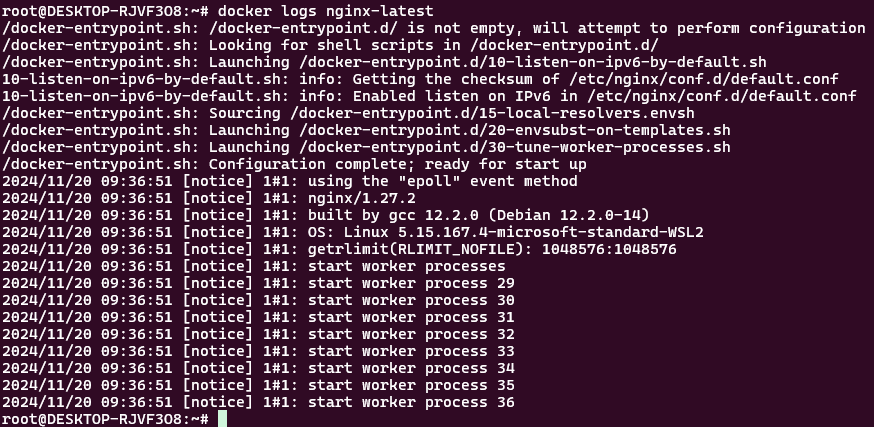 root@DESKTOP-RJVF3O8:~# docker logs nginx-latest
/docker-entrypoint.sh: /docker-entrypoint.d/ is not empty, will attempt to perform configuration
/docker-entrypoint.sh: Looking for shell scripts in /docker-entrypoint.d/
/docker-entrypoint.sh: Launching /docker-entrypoint.d/10-listen-on-ipv6-by-default.sh
10-listen-on-ipv6-by-default.sh: info: Getting the checksum of /etc/nginx/conf.d/default.conf
10-listen-on-ipv6-by-default.sh: info: Enabled listen on IPv6 in /etc/nginx/conf.d/default.conf
/docker-entrypoint.sh: Sourcing /docker-entrypoint.d/15-local-resolvers.envsh
/docker-entrypoint.sh: Launching /docker-entrypoint.d/20-envsubst-on-templates.sh
/docker-entrypoint.sh: Launching /docker-entrypoint.d/30-tune-worker-processes.sh
/docker-entrypoint.sh: Configuration complete; ready for start up
2024/11/20 09:36:51 [notice] 1#1: using the "epoll" event method
2024/11/20 09:36:51 [notice] 1#1: nginx/1.27.2
2024/11/20 09:36:51 [notice] 1#1: built by gcc 12.2.0 (Debian 12.2.0-14)
2024/11/20 09:36:51 [notice] 1#1: OS: Linux 5.15.167.4-microsoft-standard-WSL2
2024/11/20 09:36:51 [notice] 1#1: getrlimit(RLIMIT_NOFILE): 1048576:1048576
2024/11/20 09:36:51 [notice] 1#1: start worker processes
2024/11/20 09:36:51 [notice] 1#1: start worker process 29
2024/11/20 09:36:51 [notice] 1#1: start worker process 30
2024/11/20 09:36:51 [notice] 1#1: start worker process 31
2024/11/20 09:36:51 [notice] 1#1: start worker process 32
2024/11/20 09:36:51 [notice] 1#1: start worker process 33
2024/11/20 09:36:51 [notice] 1#1: start worker process 34
2024/11/20 09:36:51 [notice] 1#1: start worker process 35
2024/11/20 09:36:51 [notice] 1#1: start worker process 36
root@DESKTOP-RJVF3O8:~#